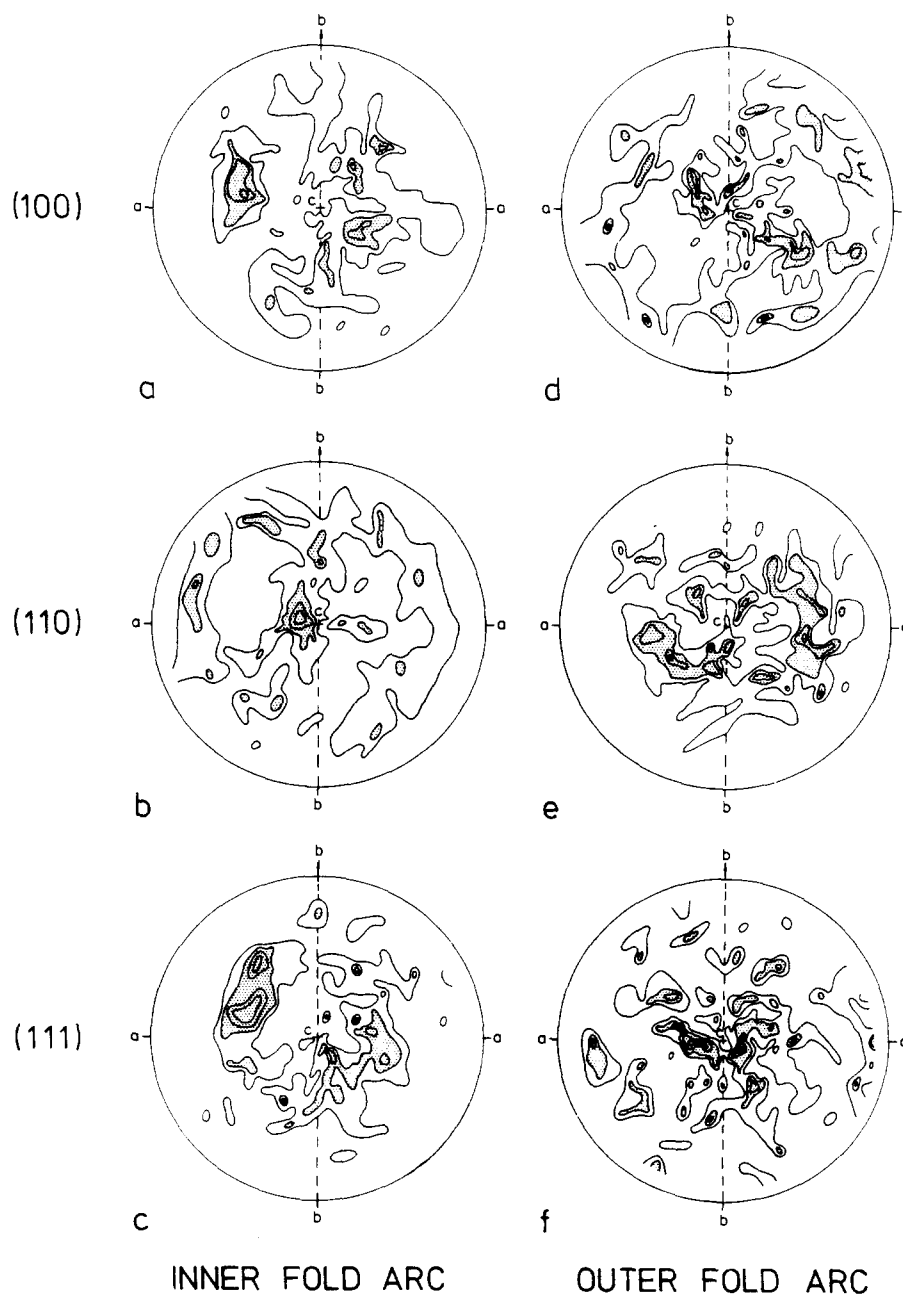 b b
(100) a c a a c
b b
a d
b b
(110) a c a a c a
b b
b e
b b
(111) a c a a c a
b b
c f
INNER FOLD ARC OUTER FOLD ARC